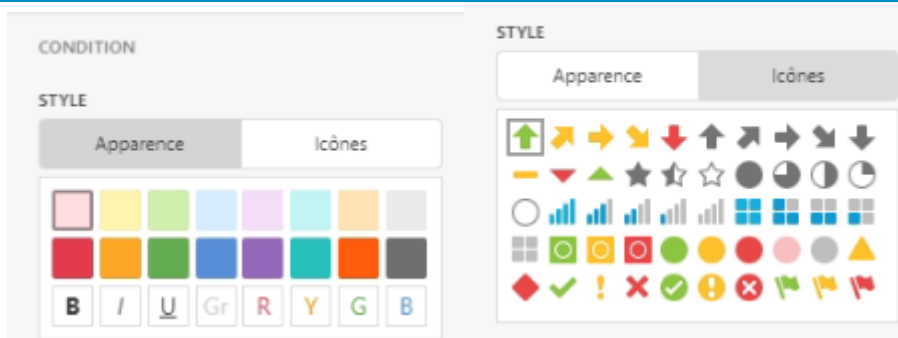 CONDITION
STYLE
Apparence Icônes
B I U Gr R Y G B
STYLE
Apparence Icônes